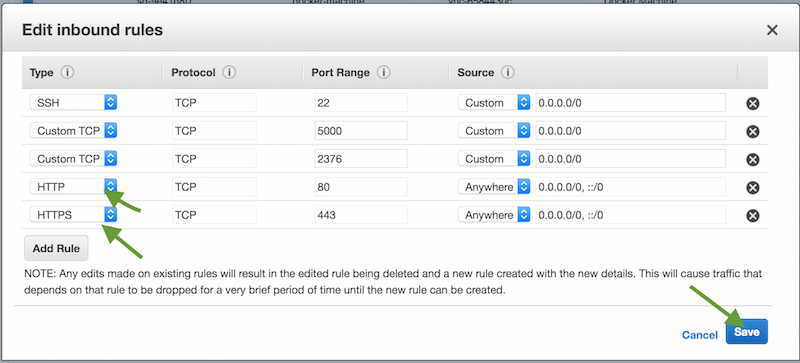 Edit inbound rules
Type Protocol Port Range Source
SSH TCP 22 Custom 0.0.0.0/0
Custom TCP TCP 5000 Custom 0.0.0.0/0
Custom TCP TCP 2376 Custom 0.0.0.0/0
HTTP TCP 80 Anywhere 0.0.0.0/0, ::/0
HTTPS TCP 443 Anywhere 0.0.0.0/0, ::/0
Add Rule
NOTE: Any edits made on existing rules will result in the edited rule being deleted and a new rule created with the new details. This will cause traffic that
depends on that rule to be dropped for a very brief period of time until the new rule can be created.
Cancel Save